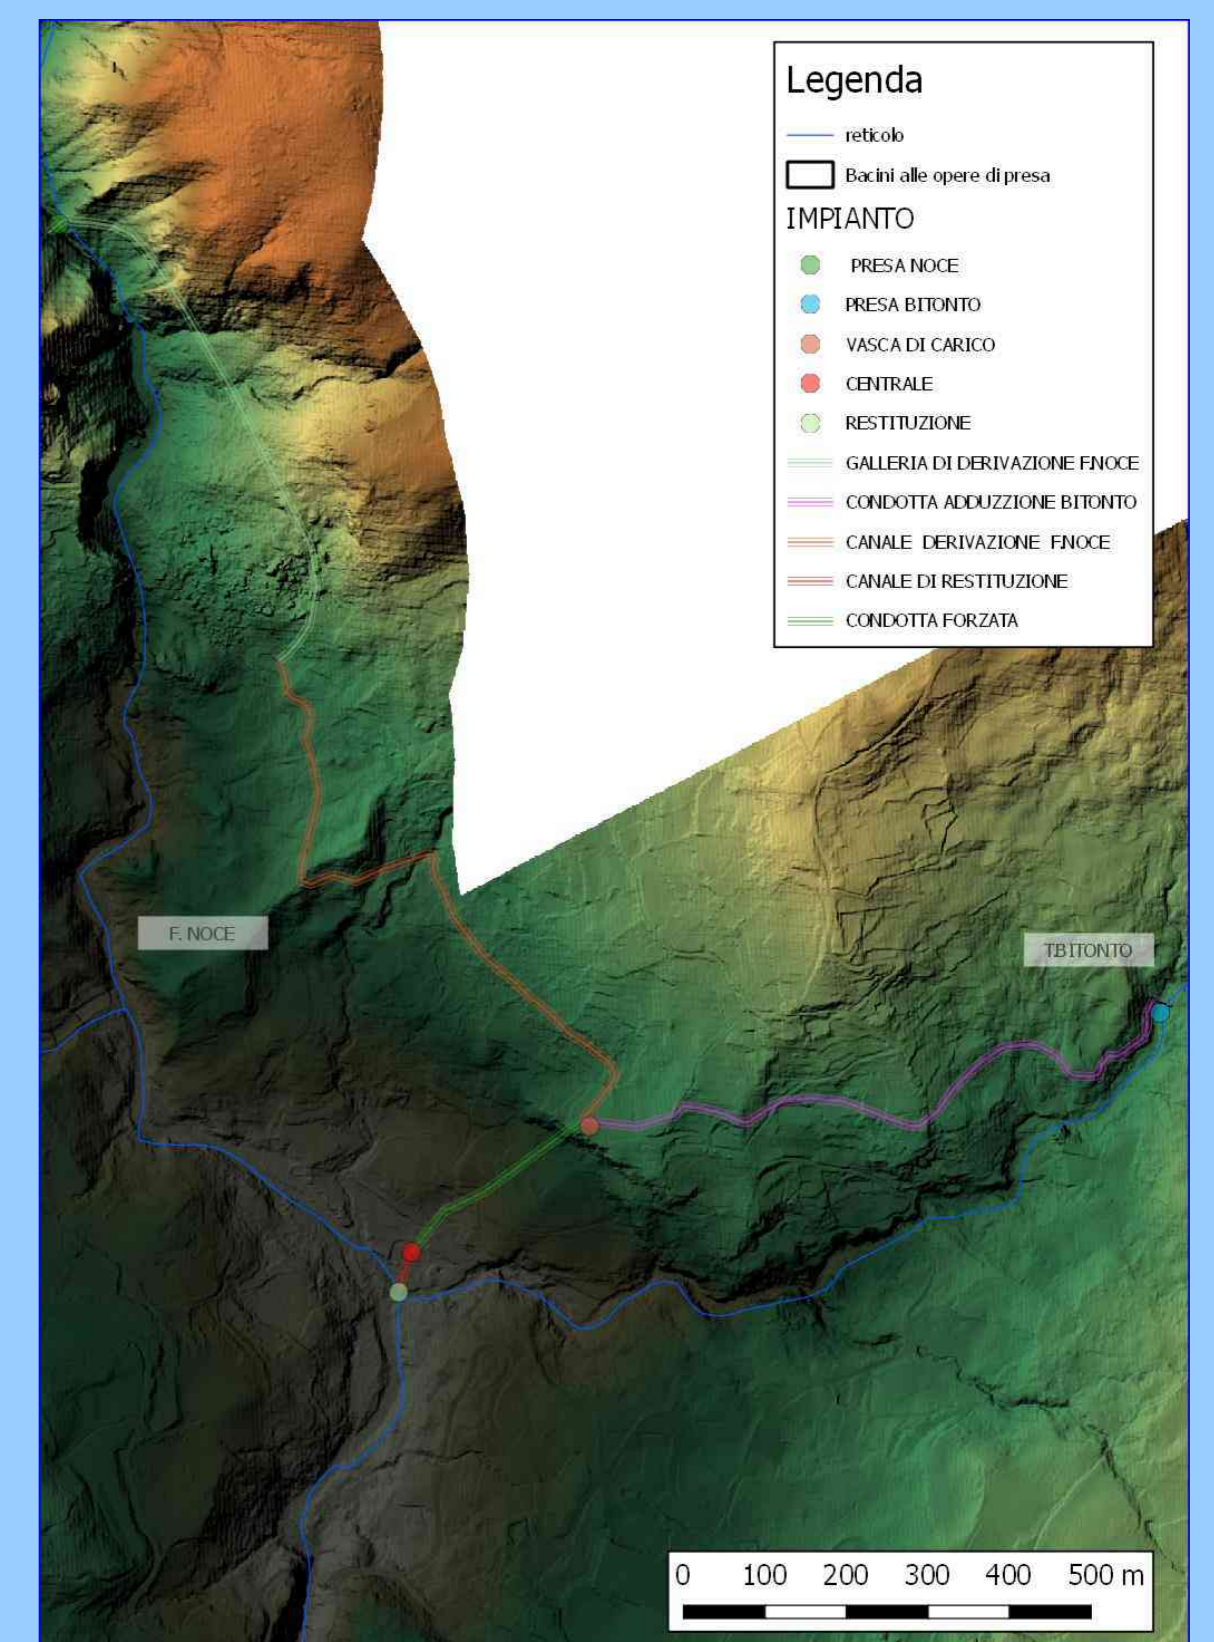 Legenda
reticolo
Bacini alle opere di presa
IMPIANTO
PRESA NOCE
PRESA BITONTO
VASCA DI CARICO
CENTRALE
RESTITUZIONE
GALLERIA DI DERIVAZIONE F.NOCE
CONDOTTA ADDUZZIONE BITONTO
CANALE DERIVAZIONE F.NOCE
CANALE DI RESTITUZIONE
CONDOTTA FORZATA
F. NOCE
T.BITONTO
0 100 200 300 400 500 m